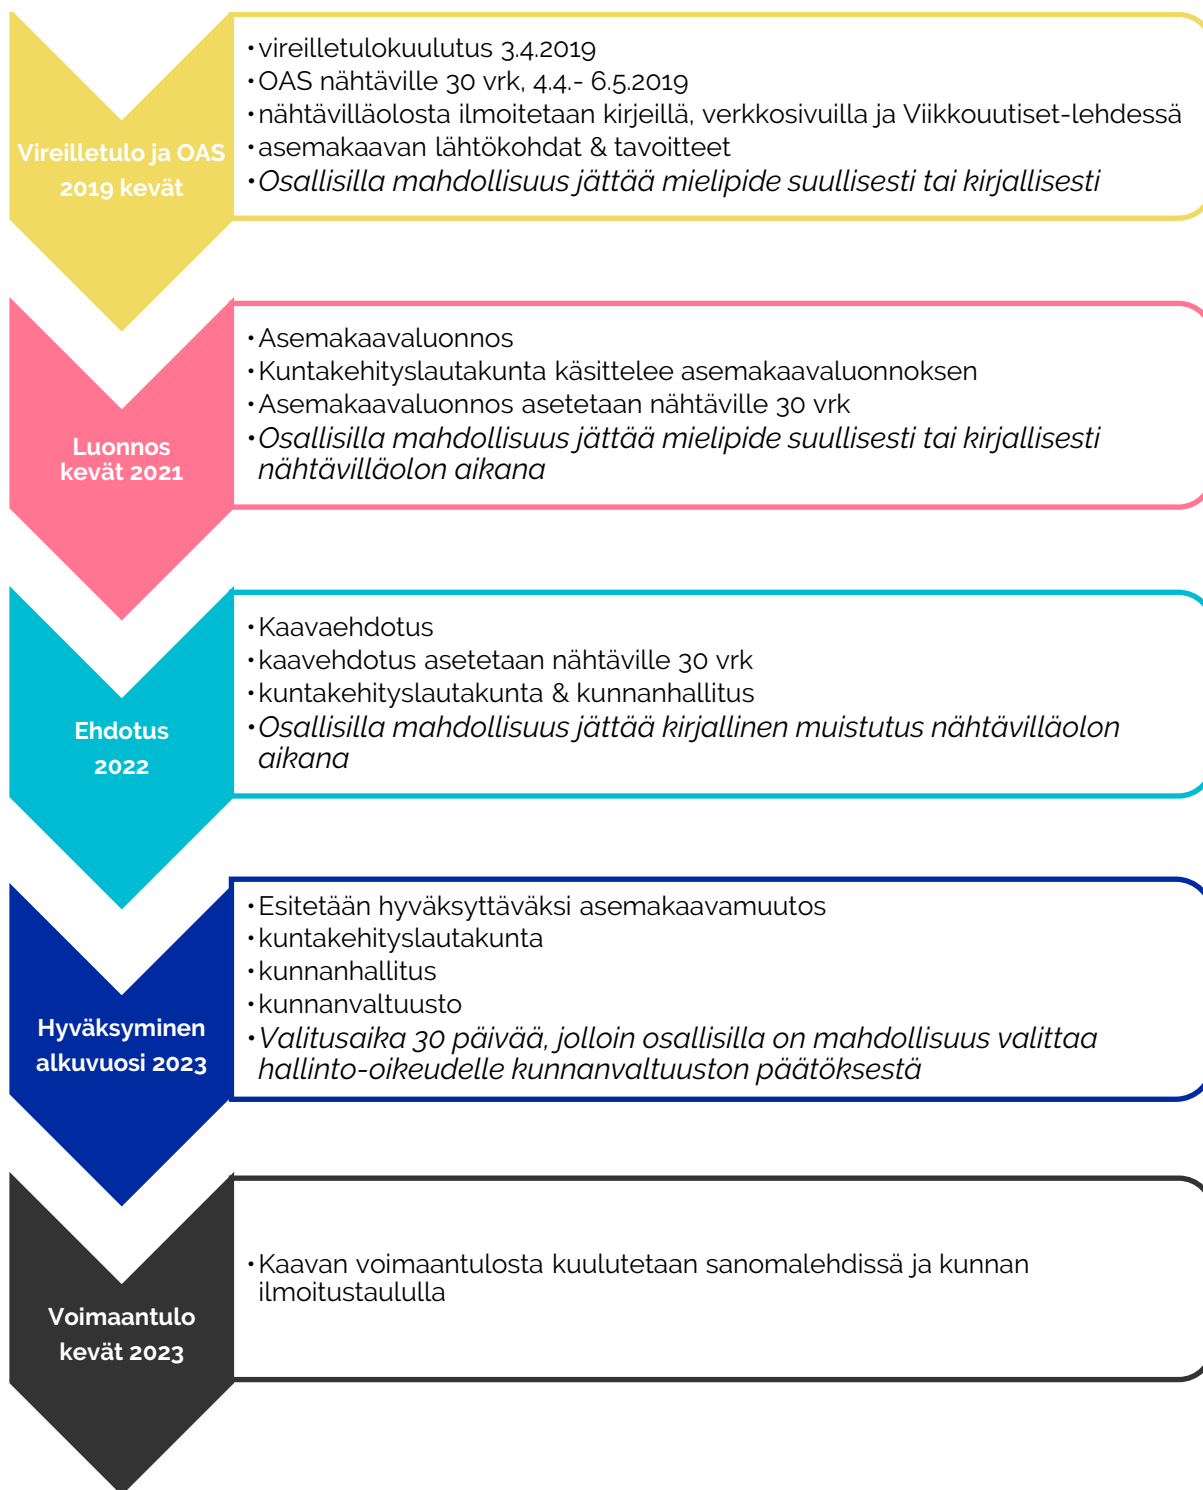 Vireilletulo ja OAS
2019 kevät
•vireilletulokuulutus 3.4.2019
•OAS nähtäville 30 vrk, 4.4.- 6.5.2019
•nähtävilläolosta ilmoitetaan kirjeillä, verkkosivuilla ja Viikkouutiset-lehdessä
•asemakaavan lähtökohdat & tavoitteet
•Osallisilla mahdollisuus jättää mielipide suullisesti tai kirjallisesti
Luonnos
kevät 2021
•Asemakaavaluonnos
•Kuntakehityslautakunta käsittelee asemakaavaluonnoksen
•Asemakaavaluonnos asetetaan nähtäville 30 vrk
•Osallisilla mahdollisuus jättää mielipide suullisesti tai kirjallisesti
nähtävilläolon aikana
Ehdotus
2022
•Kaavaehdotus
•kaavehdotus asetetaan nähtäville 30 vrk
•kuntakehityslautakunta & kunnanhallitus
•Osallisilla mahdollisuus jättää kirjallinen muistutus nähtävilläolon
aikana
Hyväksyminen
alkuvuosi 2023
•Esitetään hyväksyttäväksi asemakaavamuutos
•kuntakehityslautakunta
•kunnanhallitus
•kunnanvaltuusto
•Valitusaika 30 päivää, jolloin osallisilla on mahdollisuus valittaa
hallinto-oikeudelle kunnanvaltuuston päätöksestä
Voimaantulo
kevät 2023
•Kaavan voimaantulosta kuulutetaan sanomalehdissä ja kunnan
ilmoitustaululla